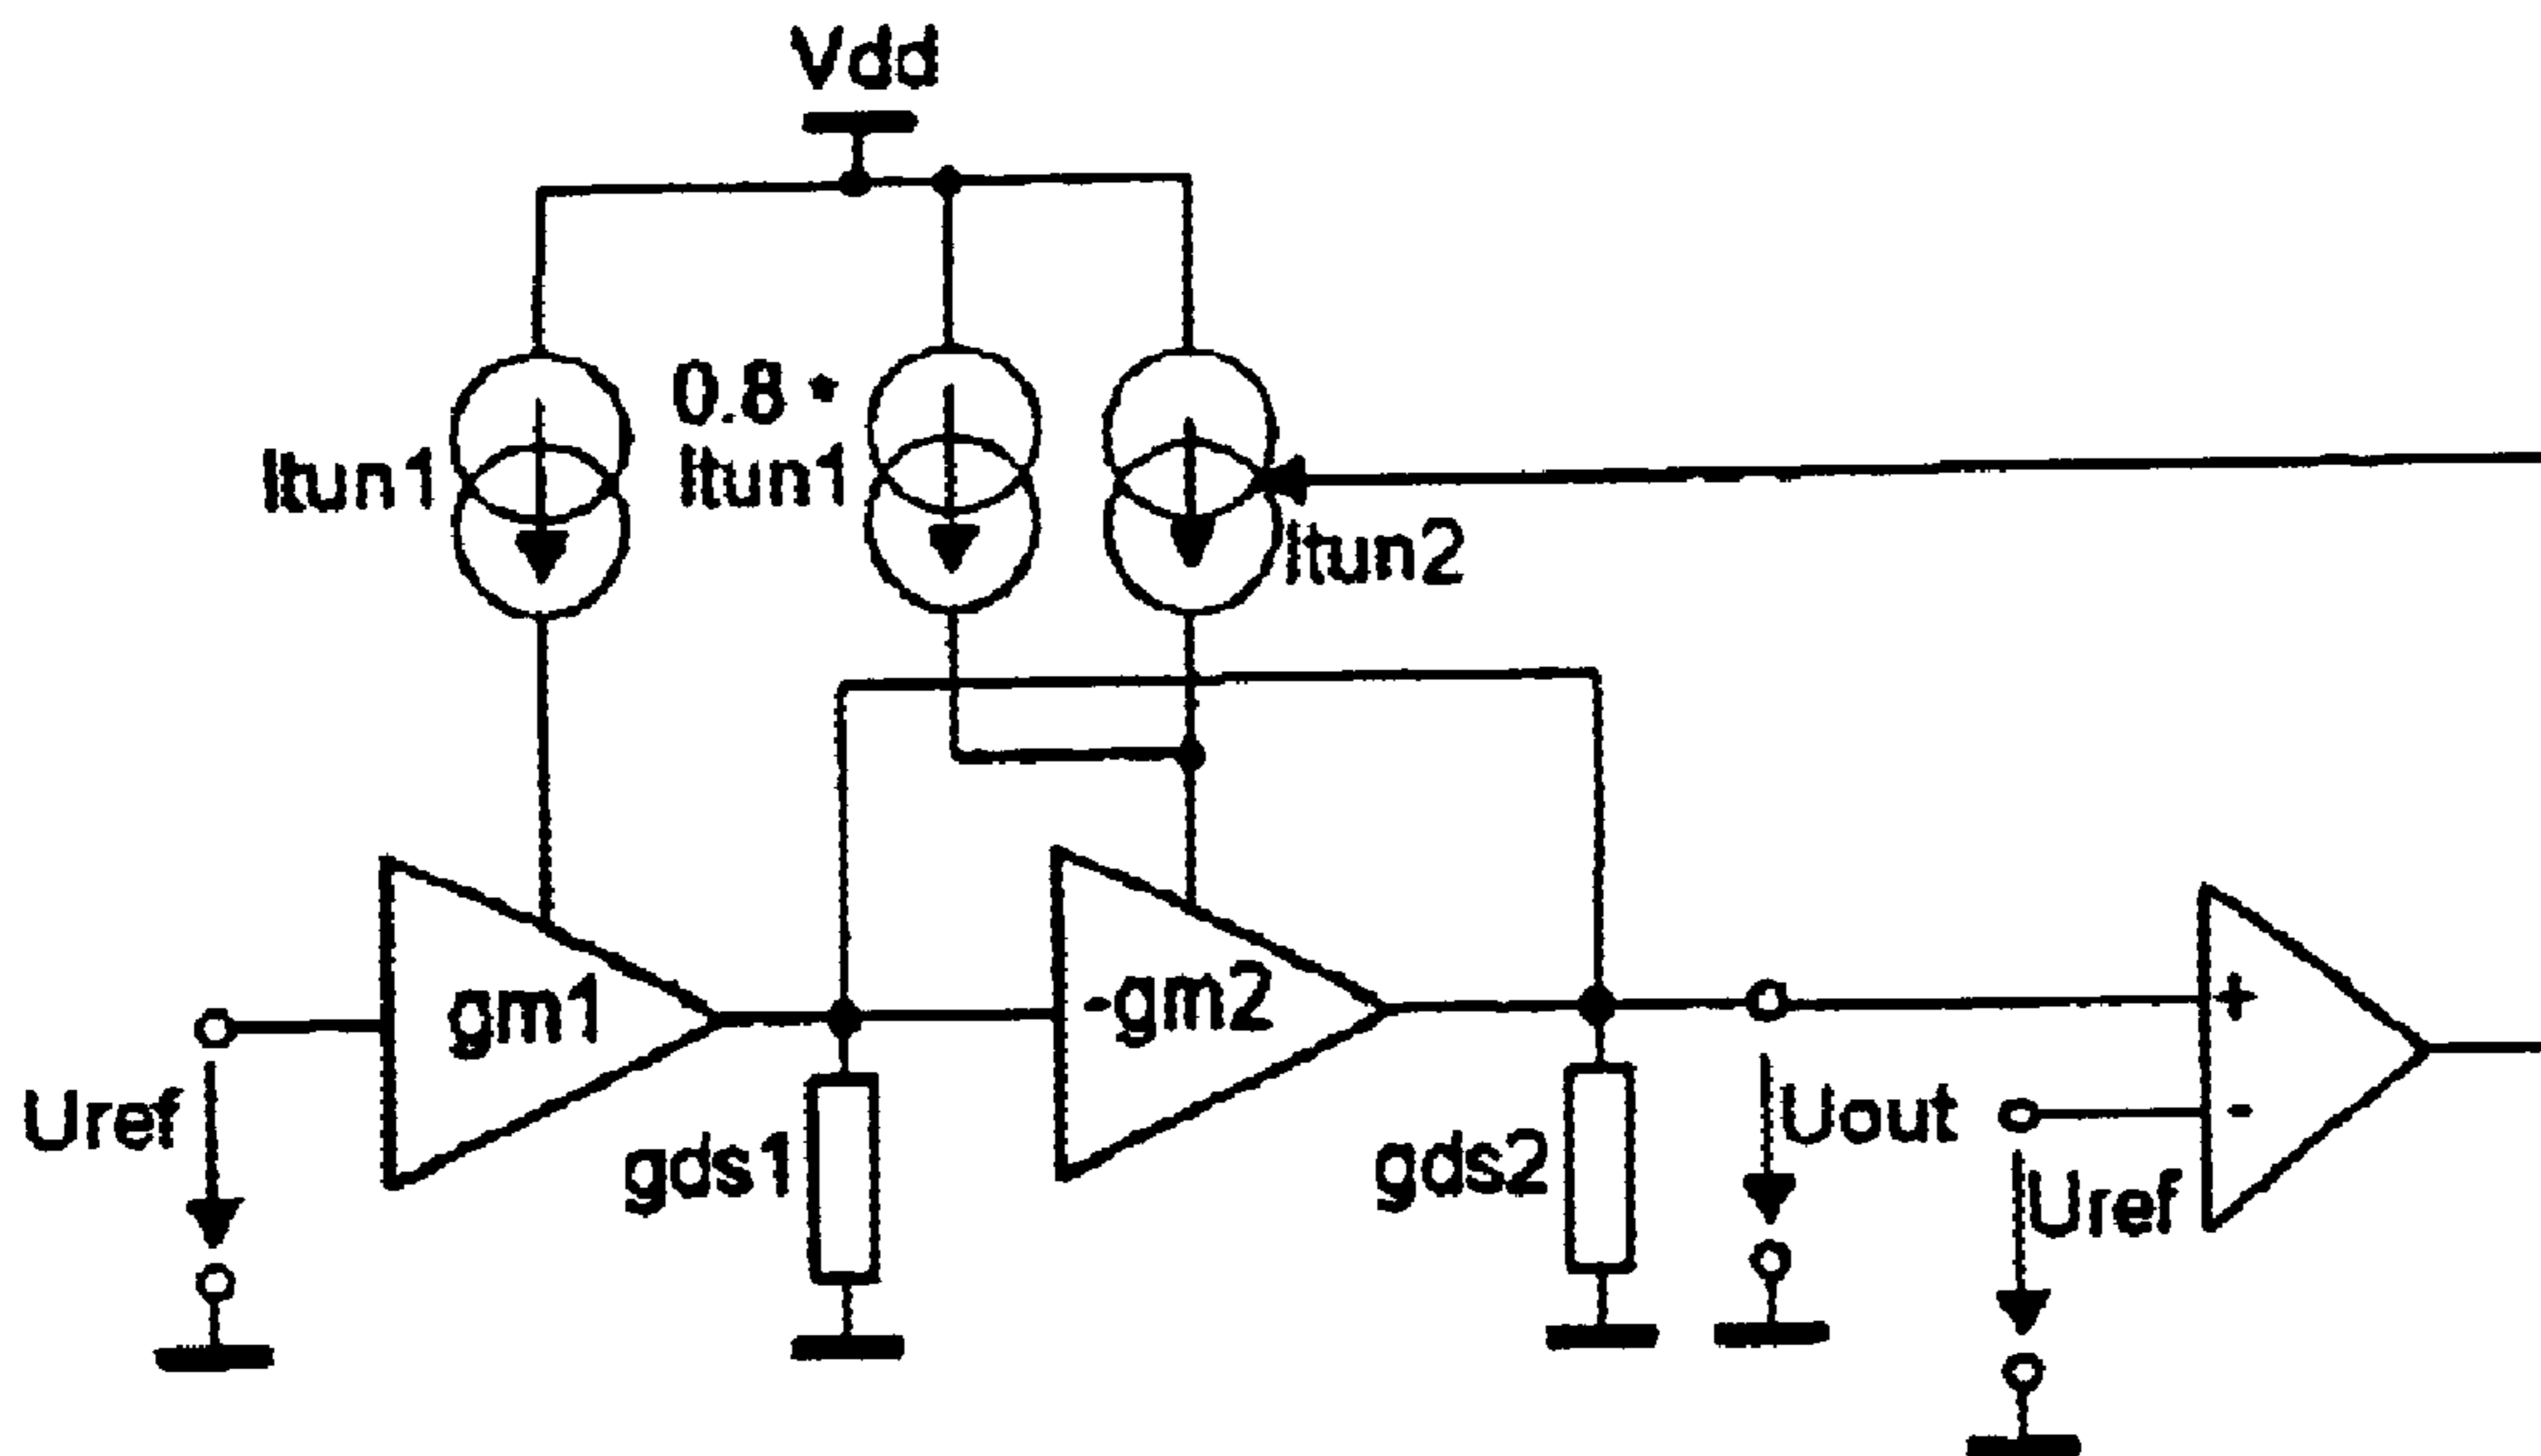 Vdd
0.8 *
Itun1
Itun1
Itun2
gm1
-gm2
+
-
Uref
gds1
gds2
Uout
Uref